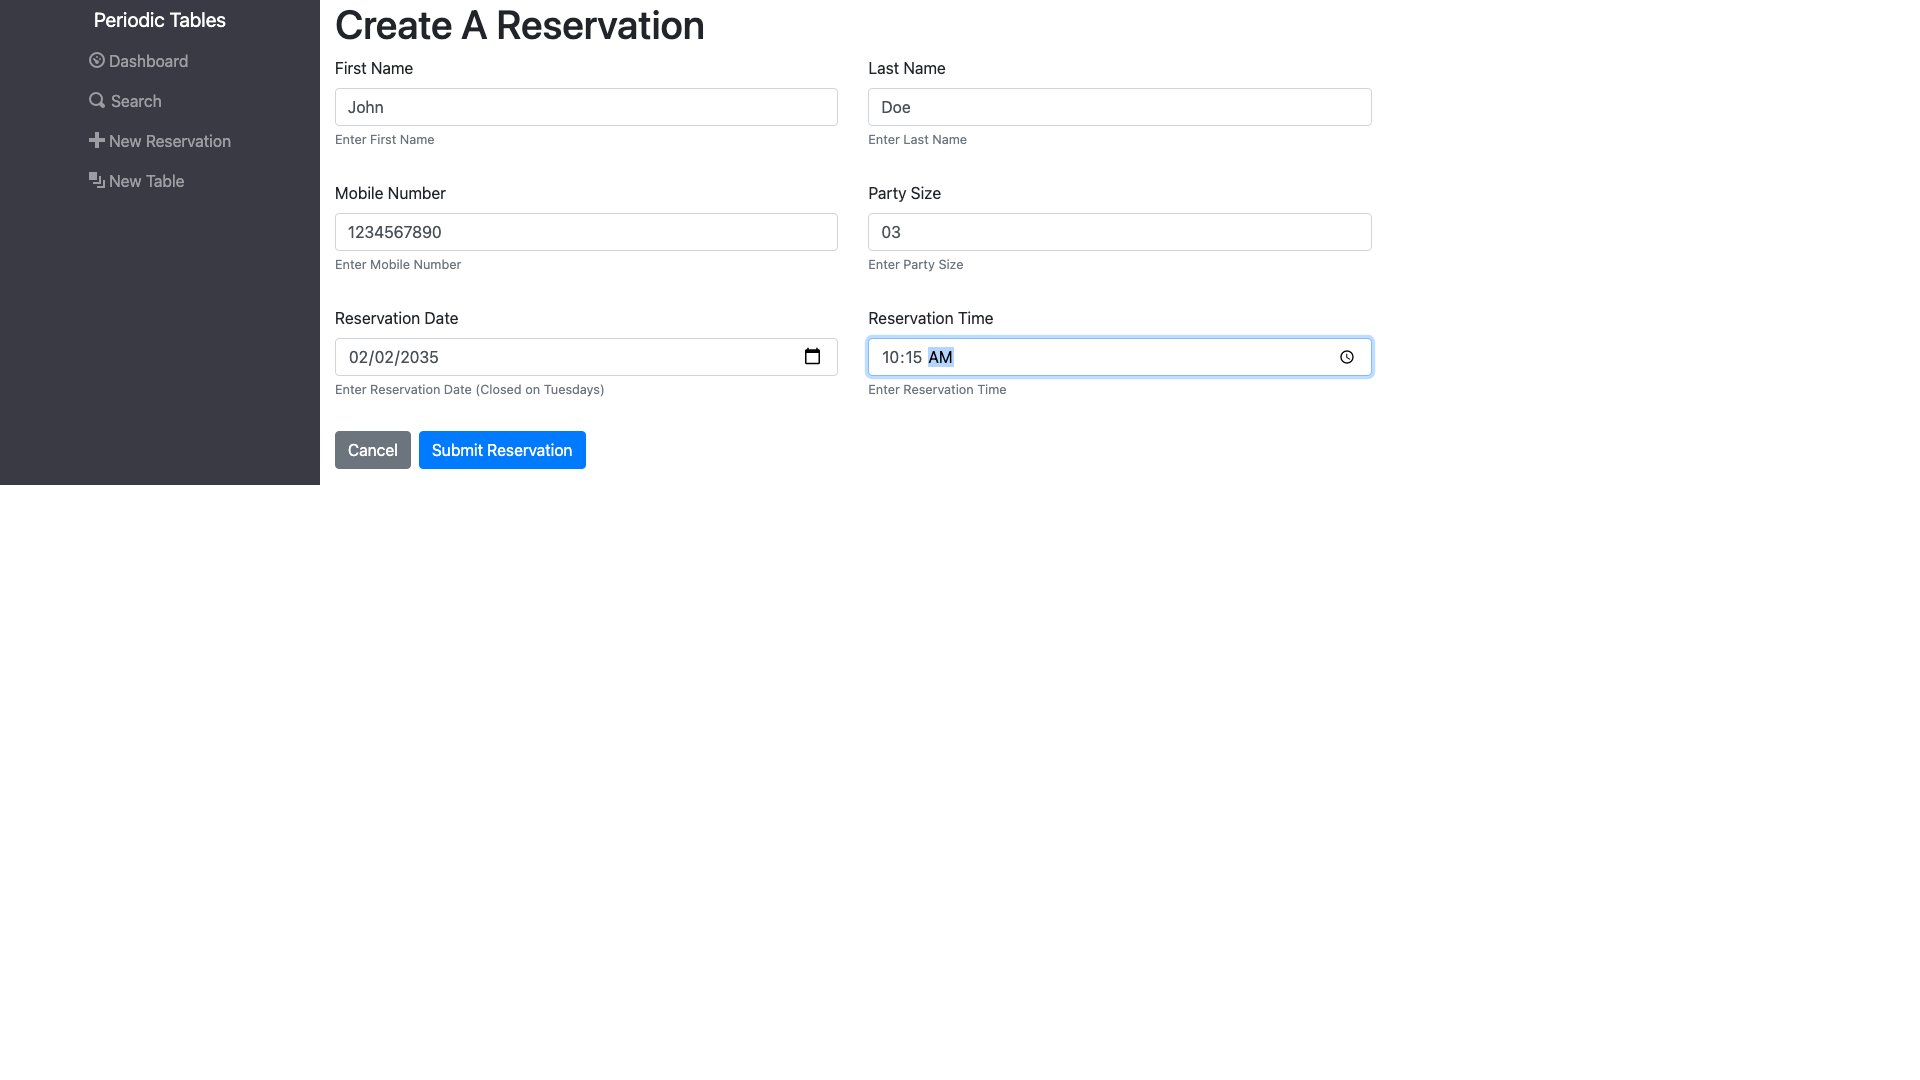 Periodic Tables
Dashboard
Search
New Reservation
New Table
Create A Reservation
First Name
John
Enter First Name
Last Name
Doe
Enter Last Name
Mobile Number
1234567890
Enter Mobile Number
Party Size
03
Enter Party Size
Reservation Date
02/02/2035
Enter Reservation Date (Closed on Tuesdays)
Reservation Time
10:15 AM
Enter Reservation Time
Cancel
Submit Reservation